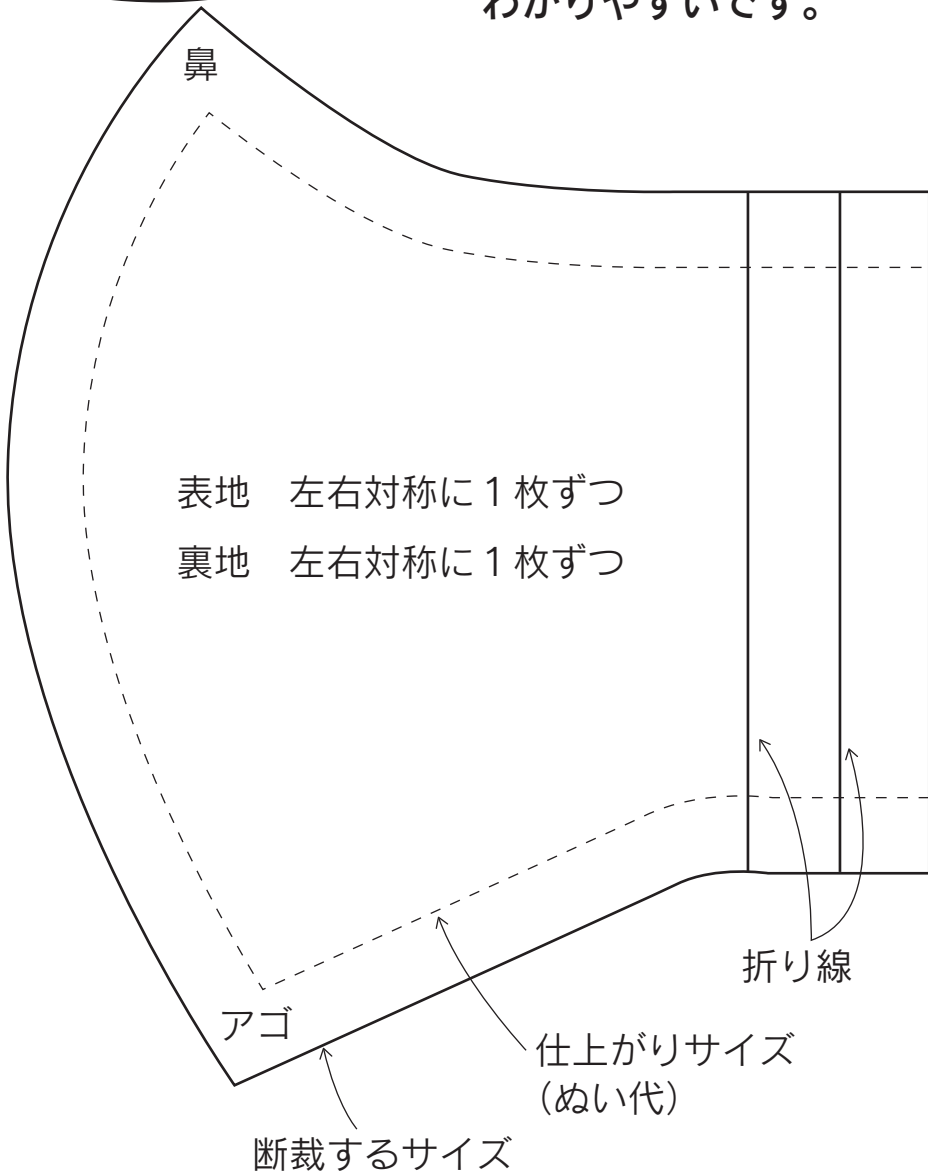 わかりやすいです。
鼻
表地　左右対称に1枚ずつ
裏地　左右対称に1枚ずつ
折り線
アゴ
仕上がりサイズ
（ぬい代）
断裁するサイズ